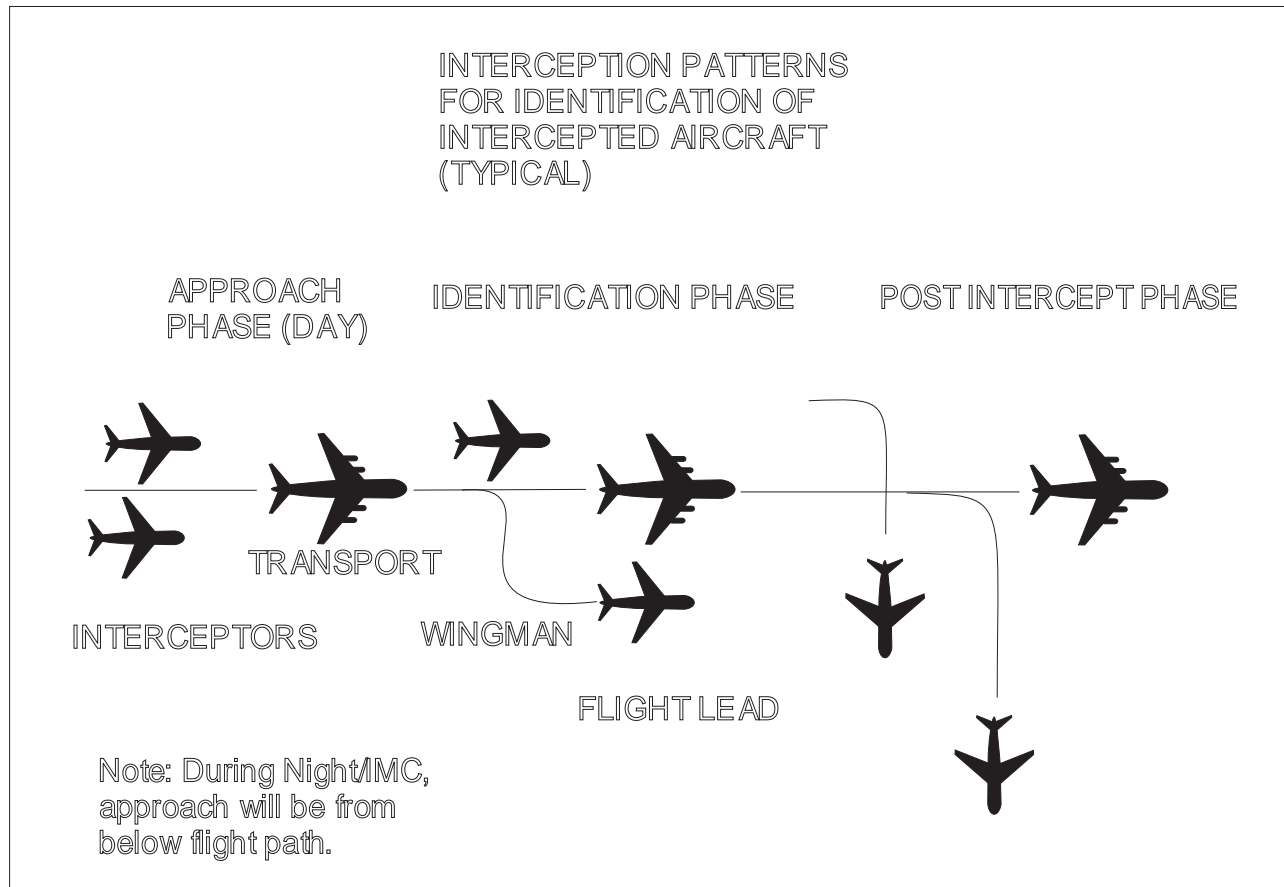 INTERCEPTION PATTERNS
FOR IDENTIFICATION OF
INTERCEPTED AIRCRAFT
(TYPICAL)
APPROACH
PHASE (DAY)
IDENTIFICATION PHASE
POST INTERCEPT PHASE
TRANSPORT
INTERCEPTORS
WINGMAN
FLIGHT LEAD
Note: During Night/IMC,
approach will be from
below flight path.